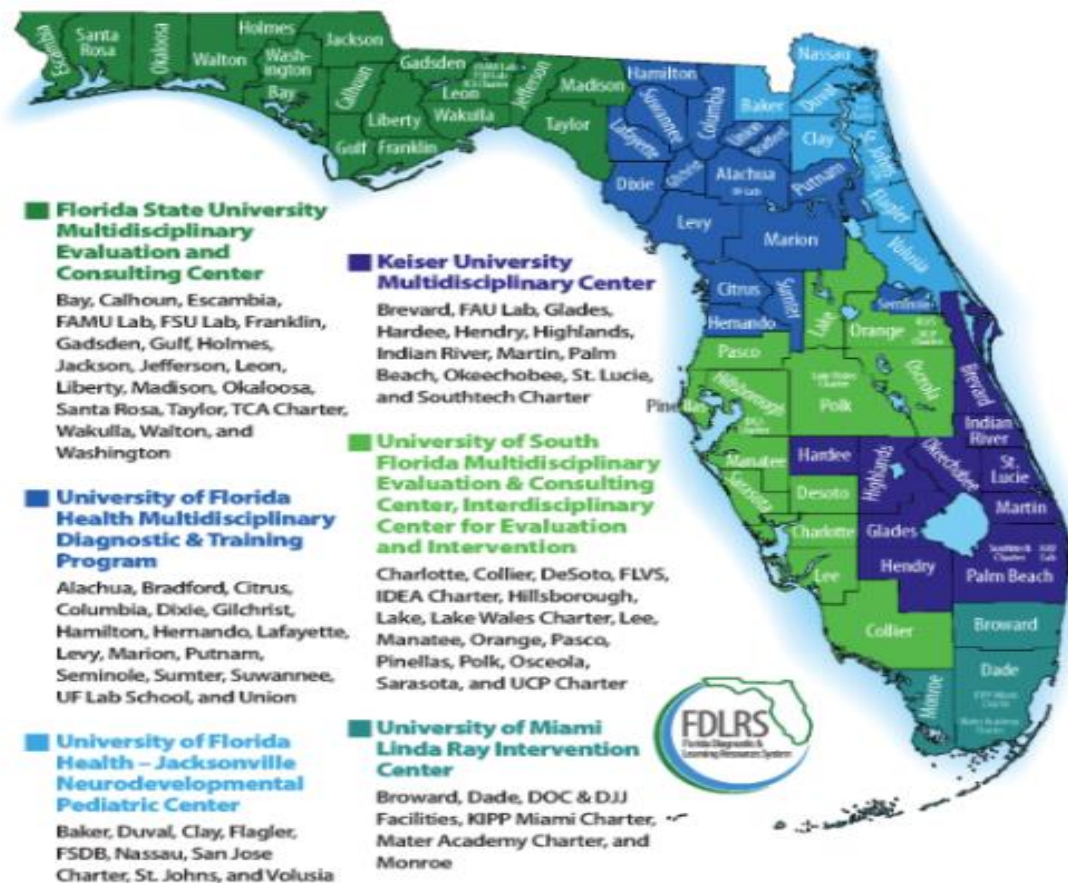 Escambia
Santa
Rosa
Okaloosa
Walton
Holmes
Wash-
ington
Bay
Jackson
Calhoun
Gulf
Liberty
Franklin
Gadsden
Leon
Wakulla
Jefferson
Madison
Taylor
Hamilton
Suwannee
Lafayette
Columbia
Baker
Nassau
Duval
Clay
St. Johns
Union
Bradford
Dixie
Gilchrist
Alachua
UF Lab
Putnam
Flagler
Levy
Marion
Volusia
Citrus
Sumter
Hernando
Lake
Seminole
Orange
Pasco
Hillsborough
Pinellas
Polk
Osceola
Brevard
Indian
River
Manatee
Hardee
Highlands
Okeechobee
St.
Lucie
Sarasota
Desoto
Martin
Charlotte
Glades
Lee
Hendry
Palm Beach
Collier
Broward
Dade
Monroe
Florida State University
Multidisciplinary
Evaluation and
Consulting Center
Bay, Calhoun, Escambia,
FAMU Lab, FSU Lab, Franklin,
Gadsden, Gulf, Holmes,
Jackson, Jefferson, Leon,
Liberty, Madison, Okaloosa,
Santa Rosa, Taylor, TCA Charter,
Wakulla, Walton, and
Washington
University of Florida
Health Multidisciplinary
Diagnostic & Training
Program
Alachua, Bradford, Citrus,
Columbia, Dixie, Gilchrist,
Hamilton, Hernando, Lafayette,
Levy, Marion, Putnam,
Seminole, Sumter, Suwannee,
UF Lab School, and Union
University of Florida
Health – Jacksonville
Neurodevelopmental
Pediatric Center
Baker, Duval, Clay, Flagler,
FSDB, Nassau, San Jose
Charter, St. Johns, and Volusia
Keiser University
Multidisciplinary Center
Brevard, FAU Lab, Glades,
Hardee, Hendry, Highlands,
Indian River, Martin, Palm
Beach, Okeechobee, St. Lucie,
and Southtech Charter
University of South
Florida Multidisciplinary
Evaluation & Consulting
Center, Interdisciplinary
Center for Evaluation
and Intervention
Charlotte, Collier, DeSoto, FLVS,
IDEA Charter, Hillsborough,
Lake, Lake Wales Charter, Lee,
Manatee, Orange, Pasco,
Pinellas, Polk, Osceola,
Sarasota, and UCP Charter
University of Miami
Linda Ray Intervention
Center
Broward, Dade, DOC & DJJ
Facilities, KIPP Miami Charter,
Mater Academy Charter, and
Monroe
FDLRS
Florida Diagnostic &
Learning Resources System